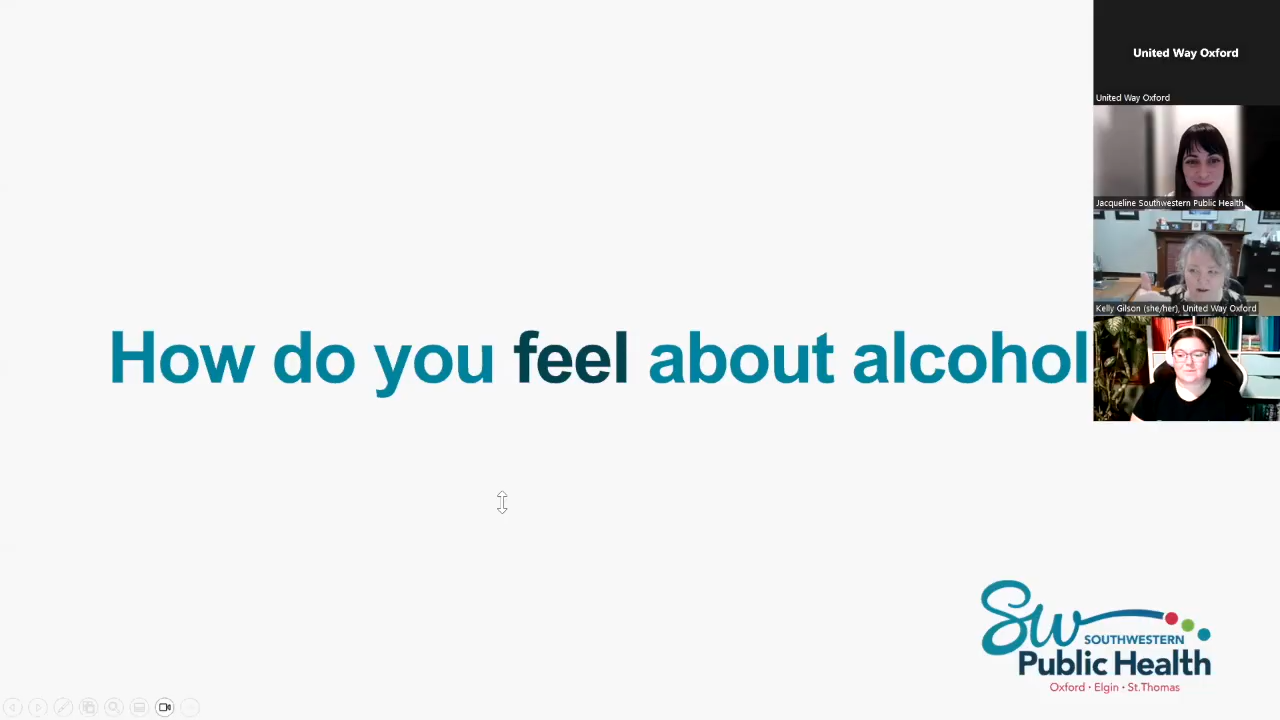 United Way Oxford
United Way Oxford
Jacqueline Southwestern Public Health
Kelly Gilson (she/her), United Way Oxford
How do you feel about alcohol
Sw
SOUTHWESTERN
Public Health
Oxford • Elgin • St.Thomas